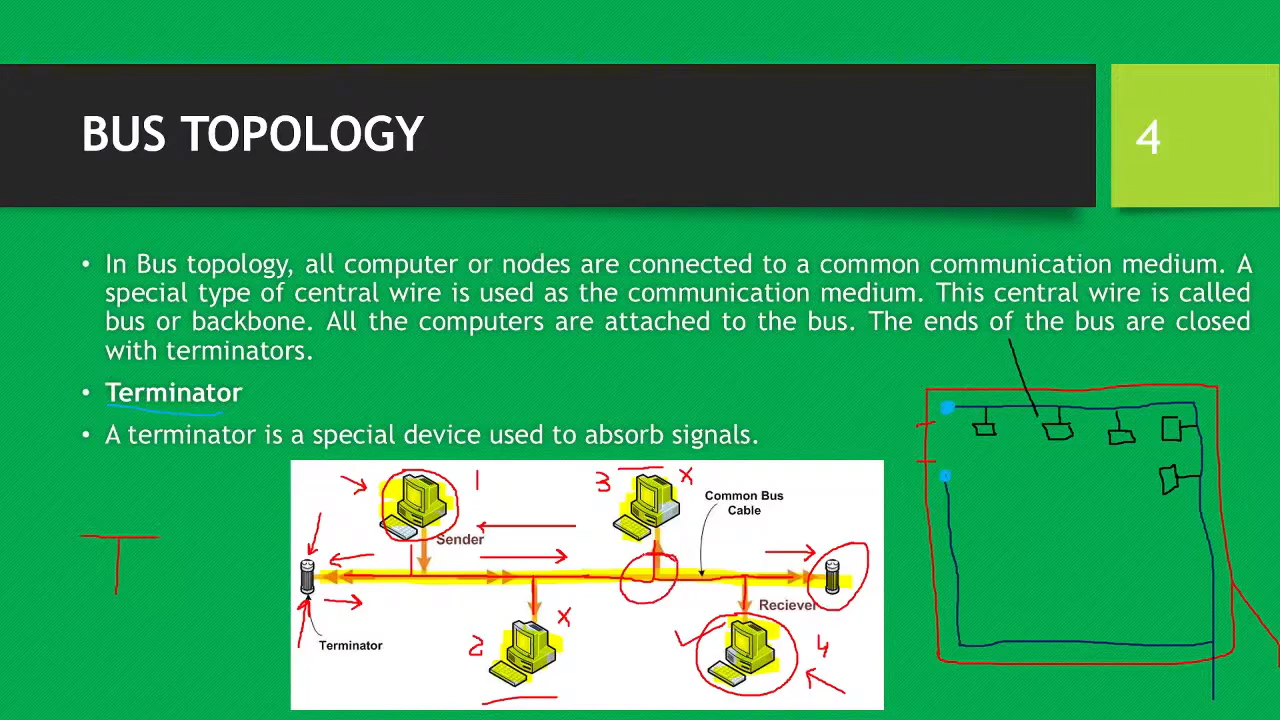 BUS TOPOLOGY
4
• In Bus topology, all computer or nodes are connected to a common communication medium. A
special type of central wire is used as the communication medium. This central wire is called
bus or backbone. All the computers are attached to the bus. The ends of the bus are closed
with terminators.
• Terminator
• A terminator is a special device used to absorb signals.
1
3
X
Common Bus
Cable
Sender
T
X
Reciever
2
4
Terminator